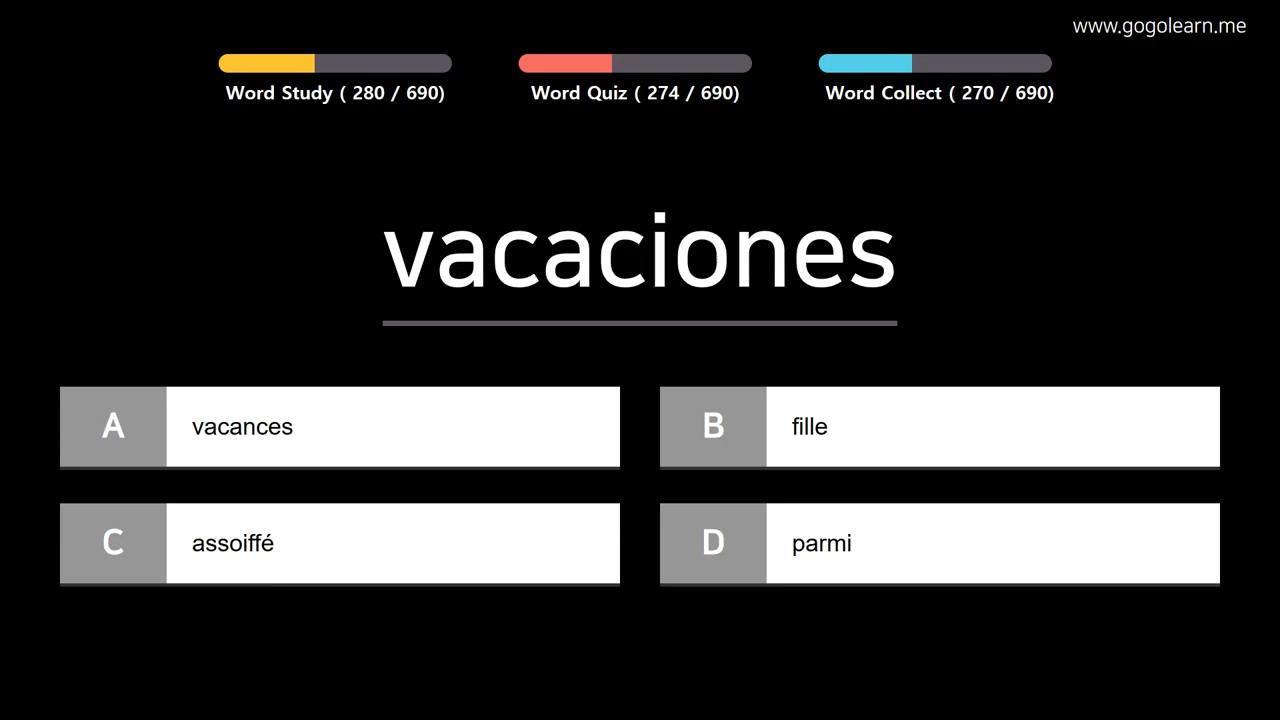 www.gogolearn.me
Word Study ( 280 / 690)
Word Quiz ( 274 / 690)
Word Collect ( 270 / 690)
vacaciones
A vacances
B fille
C assoiffé
D parmi